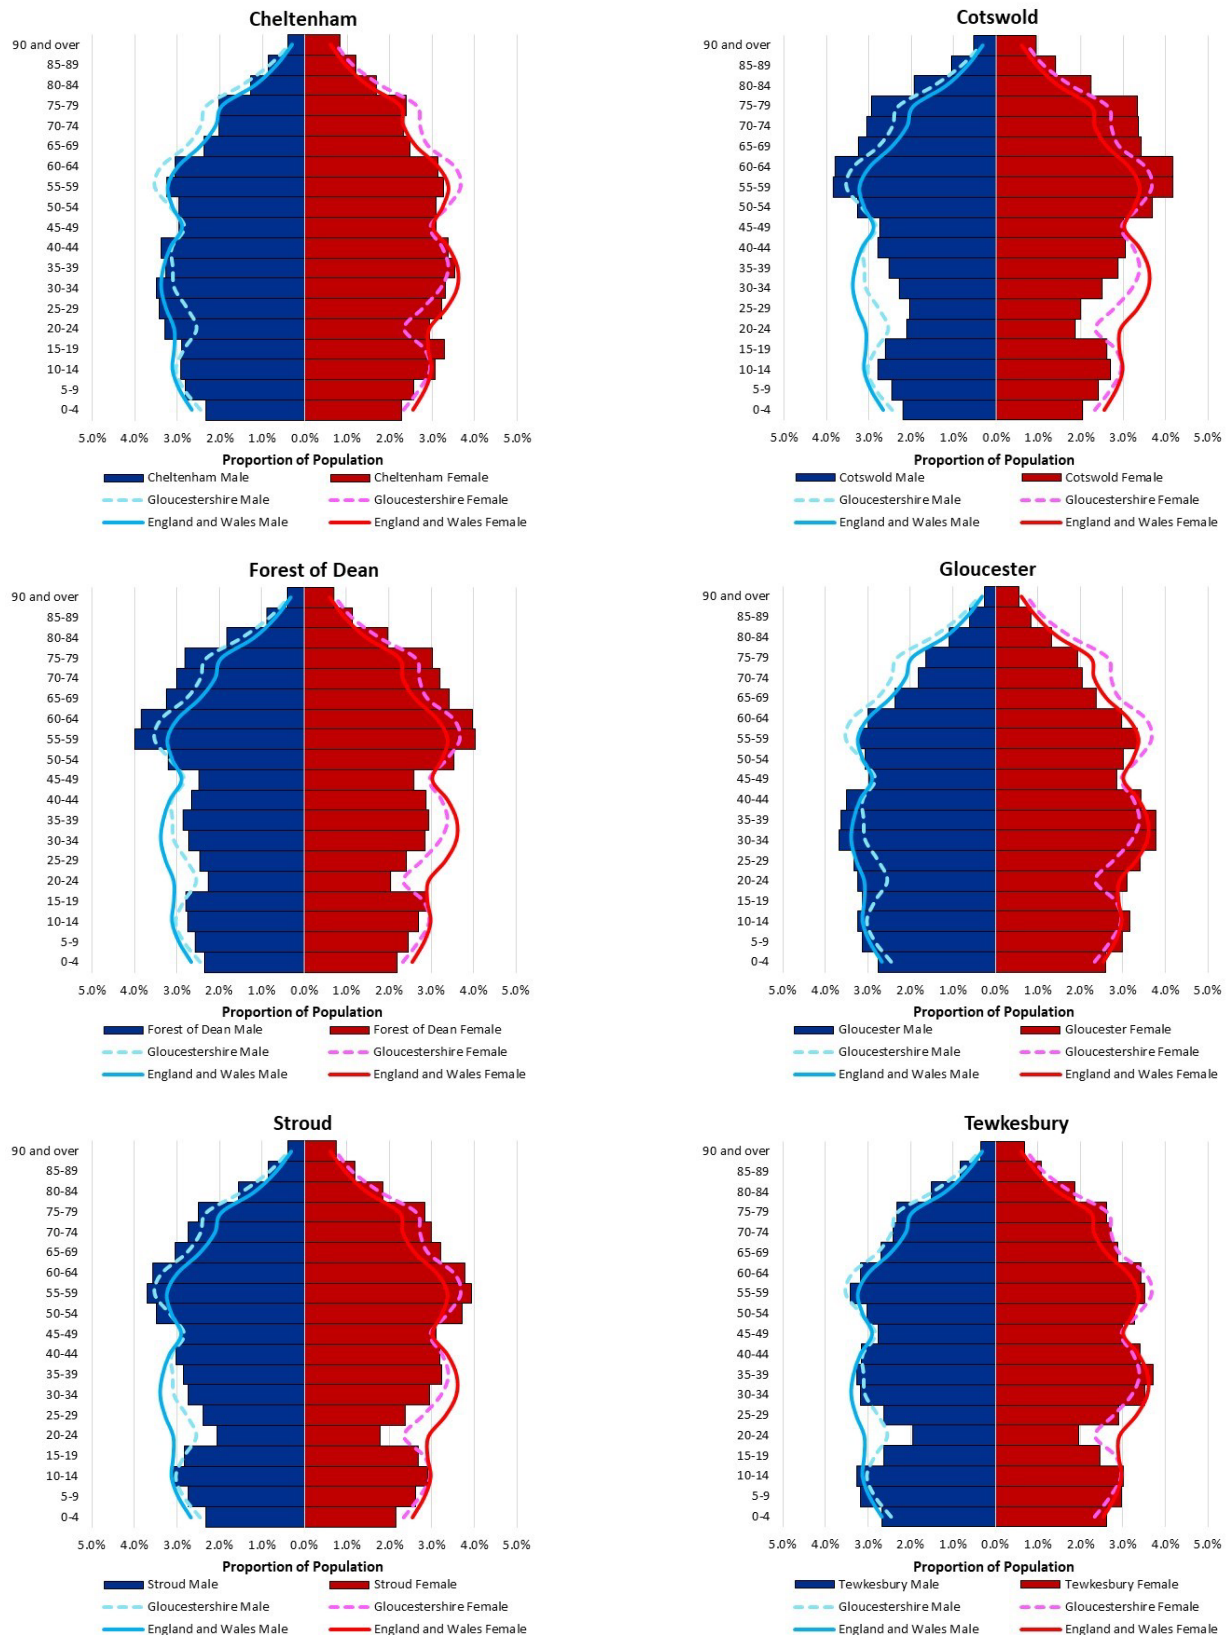 Cheltenham
90 and over
85-89
80-84
75-79
70-74
65-69
60-64
55-59
50-54
45-49
40-44
35-39
30-34
25-29
20-24
15-19
10-14
5-9
0-4
5.0% 4.0% 3.0% 2.0% 1.0% 0.0% 1.0% 2.0% 3.0% 4.0% 5.0%
Proportion of Population
Cheltenham Male Cheltenham Female
Gloucestershire Male Gloucestershire Female
England and Wales Male England and Wales Female
Cotswold
90 and over
85-89
80-84
75-79
70-74
65-69
60-64
55-59
50-54
45-49
40-44
35-39
30-34
25-29
20-24
15-19
10-14
5-9
0-4
5.0% 4.0% 3.0% 2.0% 1.0% 0.0% 1.0% 2.0% 3.0% 4.0% 5.0%
Proportion of Population
Cotswold Male Cotswold Female
Gloucestershire Male Gloucestershire Female
England and Wales Male England and Wales Female
Forest of Dean
90 and over
85-89
80-84
75-79
70-74
65-69
60-64
55-59
50-54
45-49
40-44
35-39
30-34
25-29
20-24
15-19
10-14
5-9
0-4
5.0% 4.0% 3.0% 2.0% 1.0% 0.0% 1.0% 2.0% 3.0% 4.0% 5.0%
Proportion of Population
Forest of Dean Male Forest of Dean Female
Gloucestershire Male Gloucestershire Female
England and Wales Male England and Wales Female
Gloucester
90 and over
85-89
80-84
75-79
70-74
65-69
60-64
55-59
50-54
45-49
40-44
35-39
30-34
25-29
20-24
15-19
10-14
5-9
0-4
5.0% 4.0% 3.0% 2.0% 1.0% 0.0% 1.0% 2.0% 3.0% 4.0% 5.0%
Proportion of Population
Gloucester Male Gloucester Female
Gloucestershire Male Gloucestershire Female
England and Wales Male England and Wales Female
Stroud
90 and over
85-89
80-84
75-79
70-74
65-69
60-64
55-59
50-54
45-49
40-44
35-39
30-34
25-29
20-24
15-19
10-14
5-9
0-4
5.0% 4.0% 3.0% 2.0% 1.0% 0.0% 1.0% 2.0% 3.0% 4.0% 5.0%
Proportion of Population
Stroud Male Stroud Female
Gloucestershire Male Gloucestershire Female
England and Wales Male England and Wales Female
Tewkesbury
90 and over
85-89
80-84
75-79
70-74
65-69
60-64
55-59
50-54
45-49
40-44
35-39
30-34
25-29
20-24
15-19
10-14
5-9
0-4
5.0% 4.0% 3.0% 2.0% 1.0% 0.0% 1.0% 2.0% 3.0% 4.0% 5.0%
Proportion of Population
Tewkesbury Male Tewkesbury Female
Gloucestershire Male Gloucestershire Female
England and Wales Male England and Wales Female